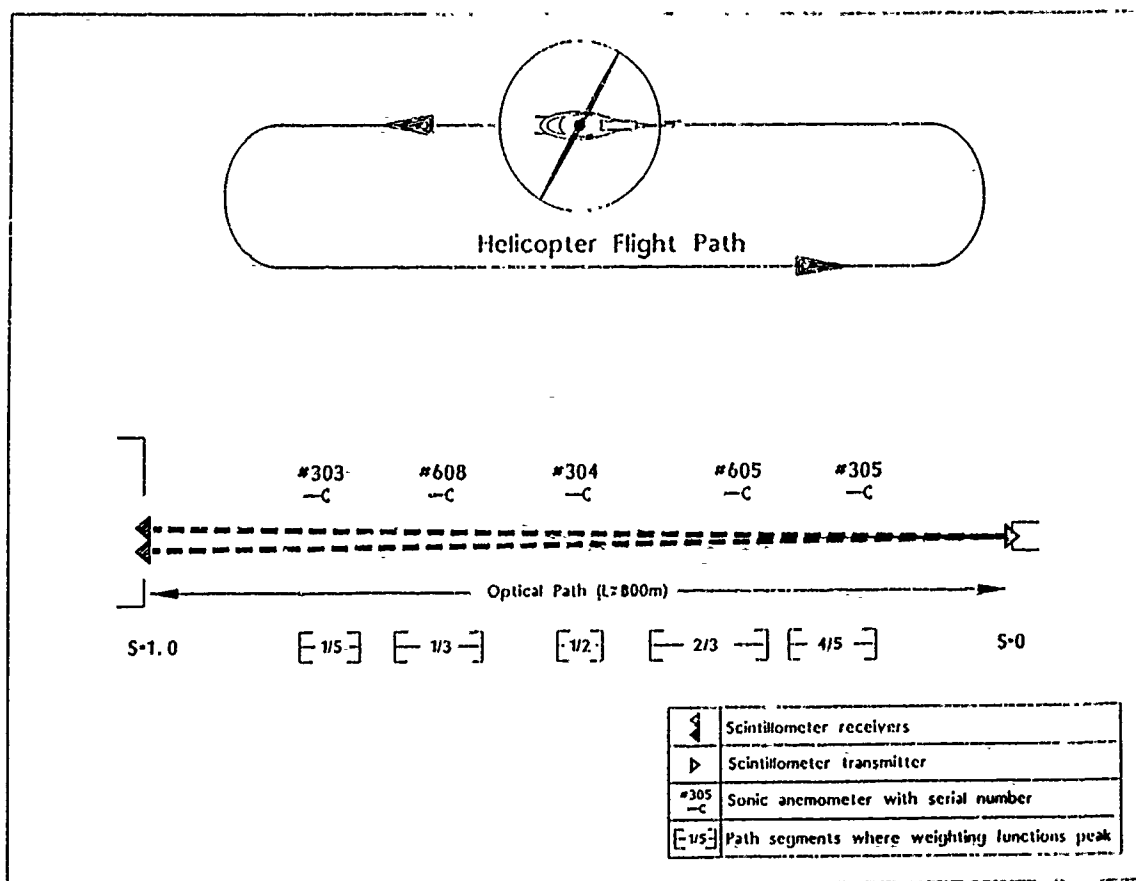 Helicopter Flight Path
#303 #608 #304 #605 #305
Optical Path (L=800m)
S=1.0 1/5 1/3 1/2 2/3 4/5 S=0
Scintillometer receivers
Scintillometer transmitter
#305 Sonic anemometer with serial number
1/5 Path segments where weighting functions peak